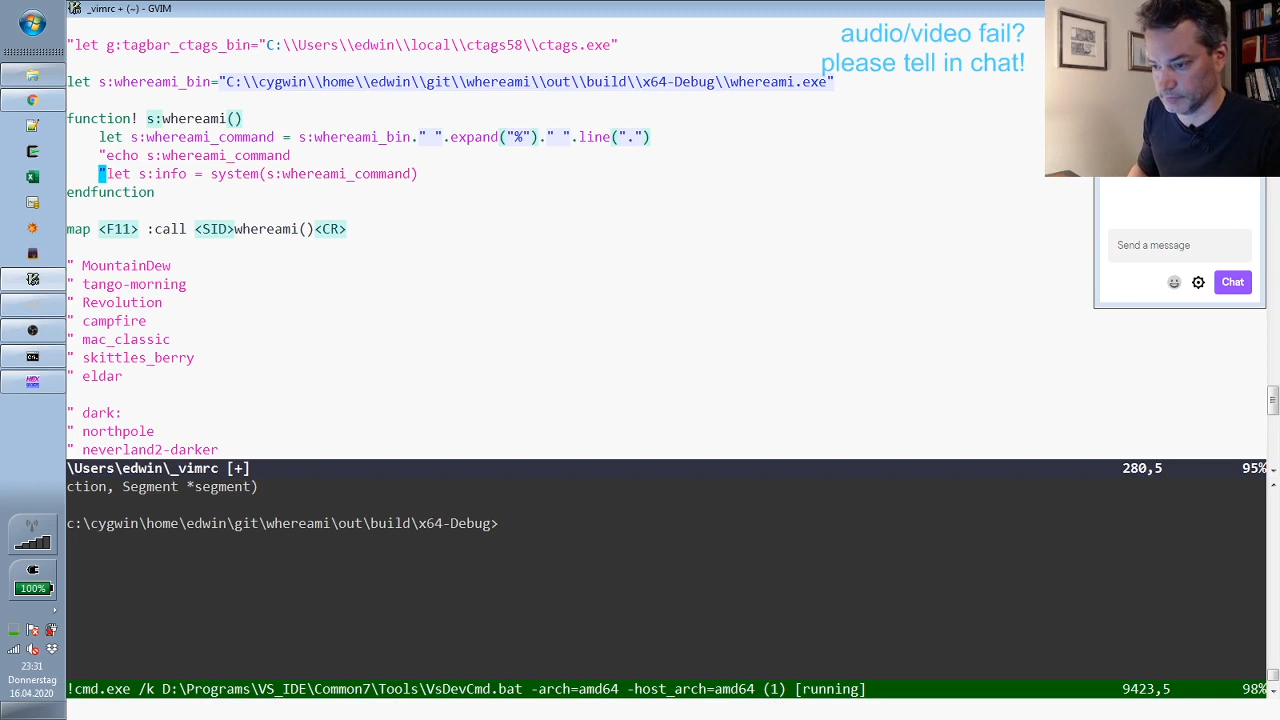 _vimrc + (~) - GVIM
audio/video fail?
please tell in chat!
"let g:tagbar_ctags_bin="C:\\Users\\edwin\\local\\ctags58\\ctags.exe"
let s:whereami_bin="C:\\cygwin\\home\\edwin\\git\\whereami\\out\\build\\x64-Debug\\whereami.exe"
function! s:whereami()
    let s:whereami_command = s:whereami_bin." ".expand("%")." ".line(".")
    "echo s:whereami_command
    "let s:info = system(s:whereami_command)
endfunction
map <F11> :call <SID>whereami()<CR>
" MountainDew
" tango-morning
" Revolution
" campfire
" mac_classic
" skittles_berry
" eldar
" dark:
" northpole
" neverland2-darker
\Users\edwin\_vimrc [+] 280,5 95%
ction, Segment *segment)
c:\cygwin\home\edwin\git\whereami\out\build\x64-Debug>
!cmd.exe /k D:\Programs\VS_IDE\Common7\Tools\VsDevCmd.bat -arch=amd64 -host_arch=amd64 (1) [running] 9423,5 98%
Send a message
Chat
HEX
100%
23:31
Donnerstag
16.04.2020